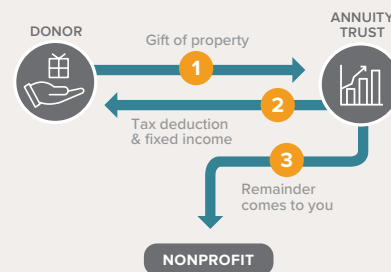 DONOR
ANNUITY
TRUST
Gift of property
1
2
Tax deduction
& fixed income
3
Remainder
comes to you
NONPROFIT